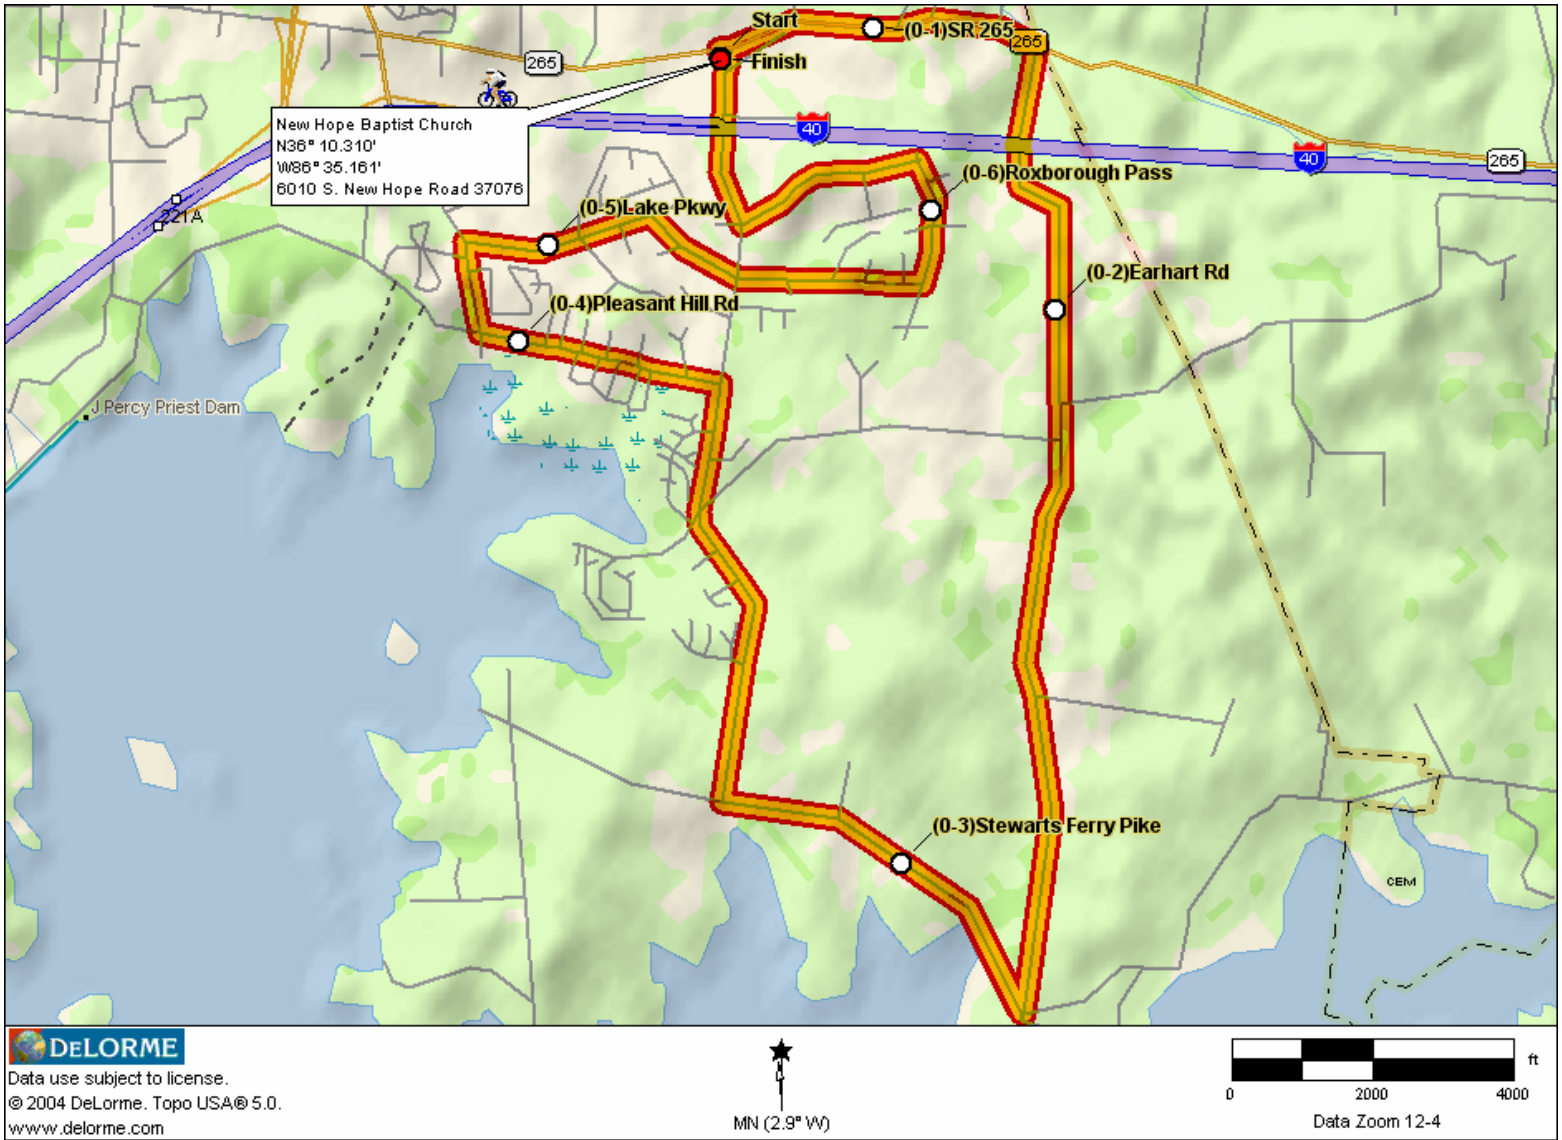 Start
(0-1)SR 265
265
265
Finish
New Hope Baptist Church
N36° 10.310'
W86° 35.161'
6010 S. New Hope Road 37076
40
40
265
(0-6)Roxborough Pass
(0-5)Lake Pkwy
221A
(0-2)Earhart Rd
(0-4)Pleasant Hill Rd
J Percy Priest Dam
(0-3)Stewarts Ferry Pike
CEM
DELORME
Data use subject to license.
© 2004 DeLorme. Topo USA® 5.0.
www.delorme.com
MN (2.9° W)
ft
0 2000 4000
Data Zoom 12-4